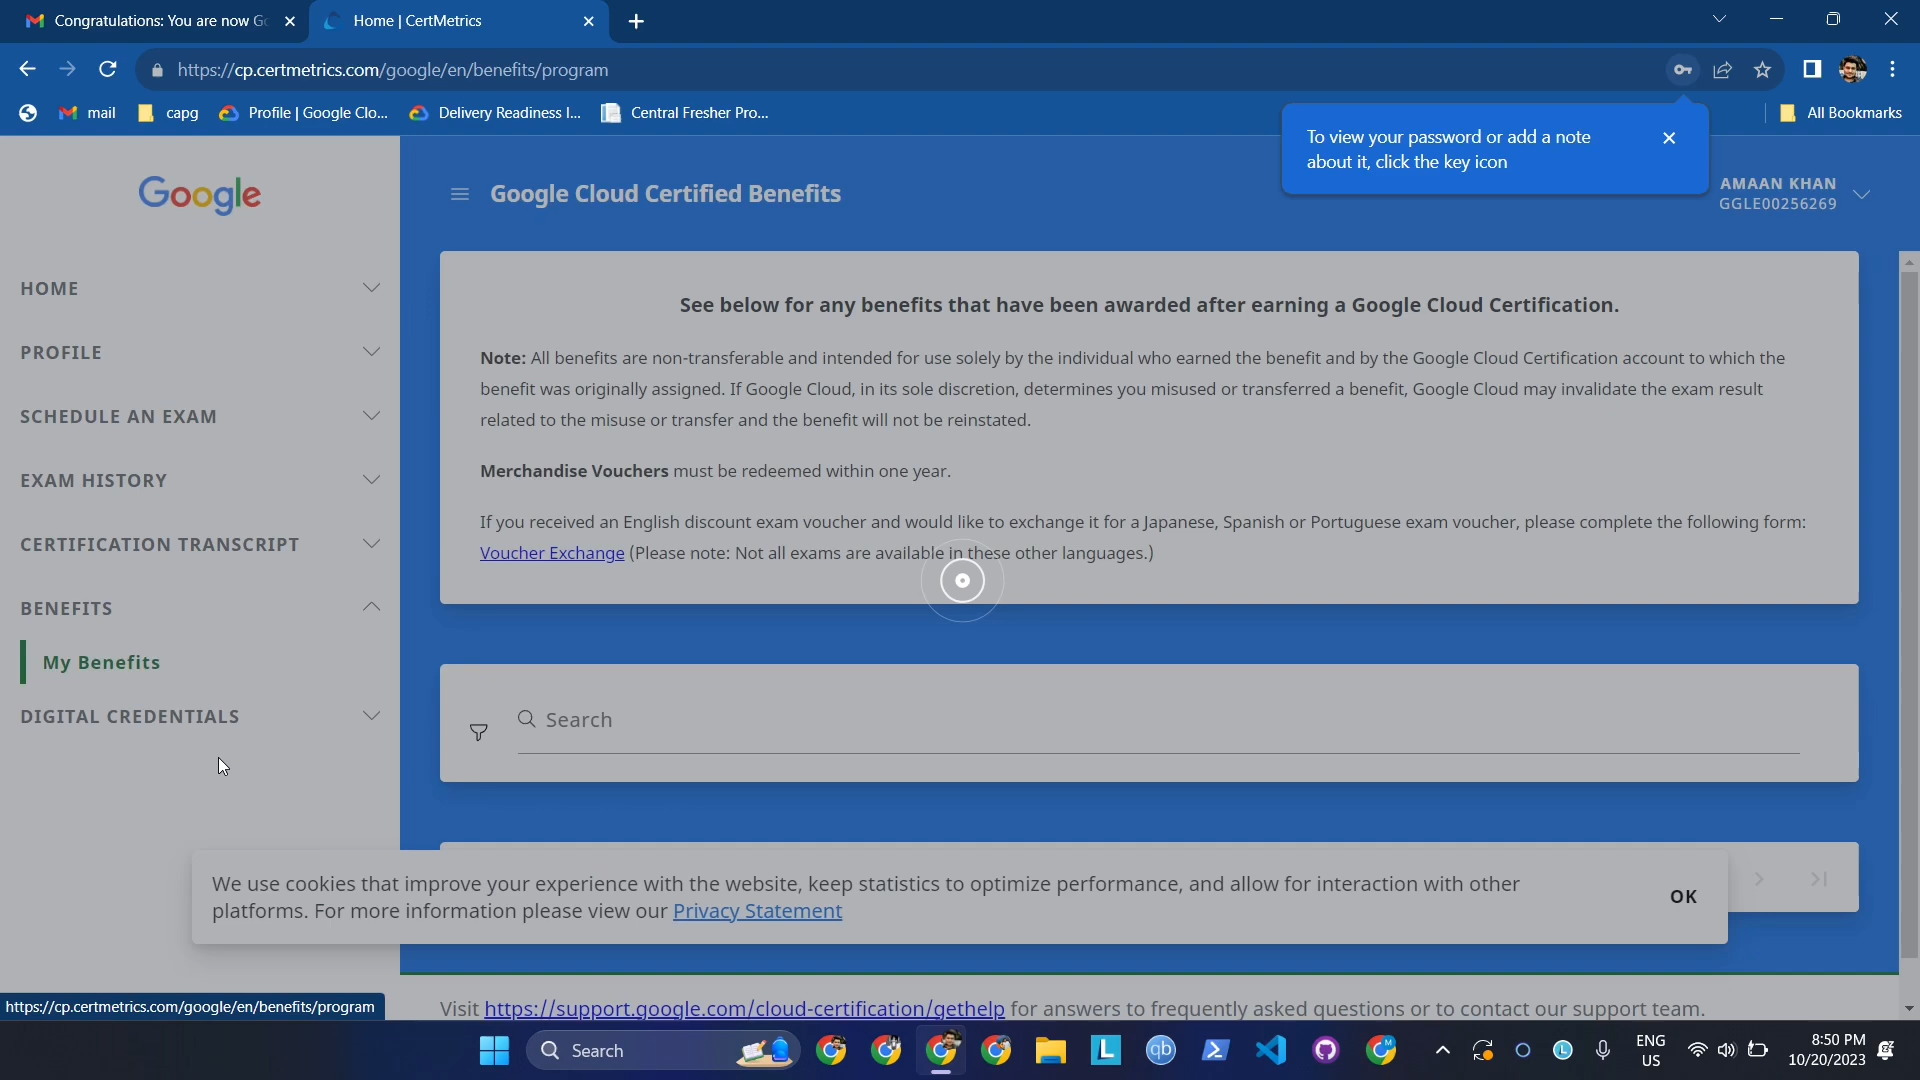 Congratulations: You are now Go
Home | CertMetrics
https://cp.certmetrics.com/google/en/benefits/program
mail
capg
Profile | Google Clo...
Delivery Readiness I...
Central Fresher Pro...
All Bookmarks
To view your password or add a note
about it, click the key icon
Google
Google Cloud Certified Benefits
AMAAN KHAN
GGLE00256269
HOME
PROFILE
SCHEDULE AN EXAM
EXAM HISTORY
CERTIFICATION TRANSCRIPT
BENEFITS
My Benefits
DIGITAL CREDENTIALS
See below for any benefits that have been awarded after earning a Google Cloud Certification.
Note: All benefits are non-transferable and intended for use solely by the individual who earned the benefit and by the Google Cloud Certification account to which the
benefit was originally assigned. If Google Cloud, in its sole discretion, determines you misused or transferred a benefit, Google Cloud may invalidate the exam result
related to the misuse or transfer and the benefit will not be reinstated.
Merchandise Vouchers must be redeemed within one year.
If you received an English discount exam voucher and would like to exchange it for a Japanese, Spanish or Portuguese exam voucher, please complete the following form:
Voucher Exchange (Please note: Not all exams are available in these other languages.)
Search
We use cookies that improve your experience with the website, keep statistics to optimize performance, and allow for interaction with other
platforms. For more information please view our Privacy Statement
OK
https://cp.certmetrics.com/google/en/benefits/program
Visit https://support.google.com/cloud-certification/gethelp for answers to frequently asked questions or to contact our support team.
Search
L
qb
M
L
ENG
US
8:50 PM
10/20/2023